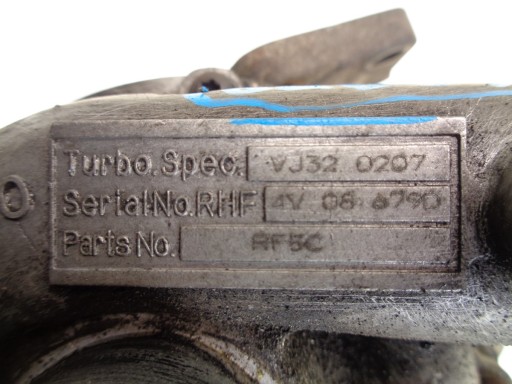 Turbo.Spec. VJ32 0207
Serial No. RHF 4V 08 6790
Parts No. RF5C